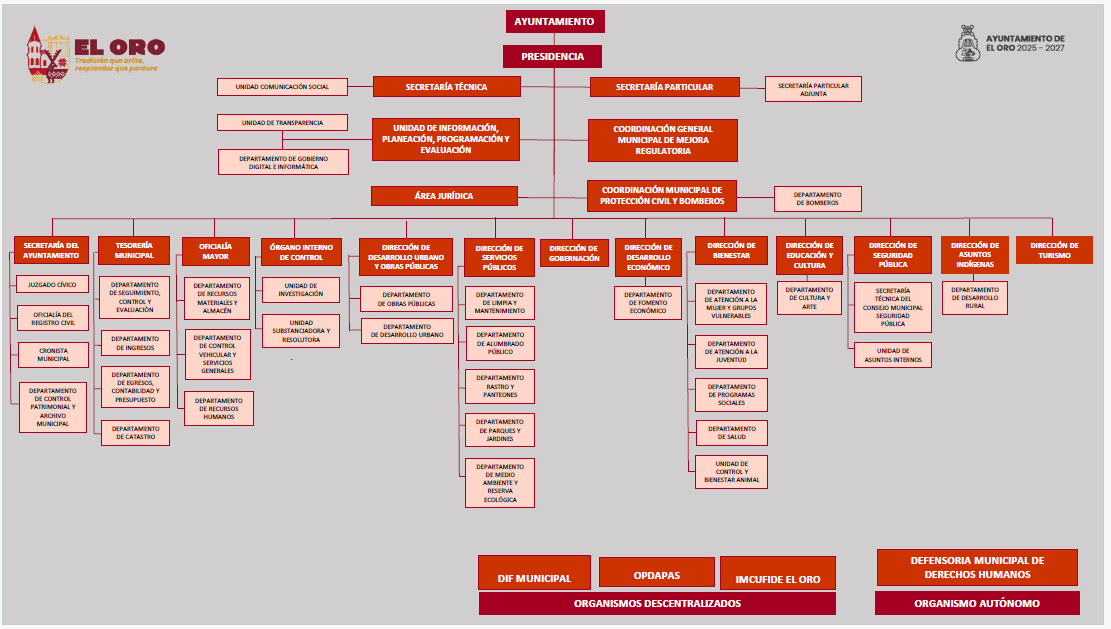 AYUNTAMIENTO
PRESIDENCIA
EL ORO
Tradición que brilla,
resplandor que perdura
AYUNTAMIENTO DE
EL ORO 2025 - 2027
UNIDAD COMUNICACIÓN SOCIAL
SECRETARÍA TÉCNICA
SECRETARÍA PARTICULAR
SECRETARÍA PARTICULAR
ADJUNTA
UNIDAD DE TRANSPARENCIA
DEPARTAMENTO DE GOBIERNO
DIGITAL E INFORMÁTICA
UNIDAD DE INFORMACIÓN,
PLANEACIÓN, PROGRAMACIÓN Y
EVALUACIÓN
COORDINACIÓN GENERAL
MUNICIPAL DE MEJORA
REGULATORIA
ÁREA JURÍDICA
COORDINACIÓN MUNICIPAL DE
PROTECCIÓN CIVIL Y BOMBEROS
DEPARTAMENTO
DE BOMBEROS
SECRETARÍA DEL
AYUNTAMIENTO
JUZGADO CÍVICO
OFICIALÍA DEL
REGISTRO CIVIL
CRONISTA
MUNICIPAL
DEPARTAMENTO
DE CONTROL
PATRIMONIAL Y
ARCHIVO
MUNICIPAL
TESORERÍA
MUNICIPAL
DEPARTAMENTO
DE SEGUIMIENTO,
CONTROL Y
EVALUACIÓN
DEPARTAMENTO
DE INGRESOS
DEPARTAMENTO
DE EGRESOS,
CONTABILIDAD Y
PRESUPUESTO
DEPARTAMENTO
DE CATASTRO
OFICIALÍA
MAYOR
DEPARTAMENTO
DE RECURSOS
MATERIALES Y
ALMACÉN
DEPARTAMENTO
DE CONTROL
VEHICULAR Y
SERVICIOS
GENERALES
DEPARTAMENTO
DE RECURSOS
HUMANOS
ÓRGANO INTERNO
DE CONTROL
UNIDAD DE
INVESTIGACIÓN
UNIDAD
SUBSTANCIADORA Y
RESOLUTORA
DIRECCIÓN DE
DESARROLLO URBANO
Y OBRAS PÚBLICAS
DEPARTAMENTO
DE OBRAS PÚBLICAS
DEPARTAMENTO
DE DESARROLLO URBANO
DIRECCIÓN DE
SERVICIOS
PÚBLICOS
DEPARTAMENTO
DE LIMPIA Y
MANTENIMIENTO
DEPARTAMENTO
DE ALUMBRADO
PÚBLICO
DEPARTAMENTO
RASTRO Y
PANTEONES
DEPARTAMENTO
DE PARQUES Y
JARDINES
DEPARTAMENTO
DE MEDIO
AMBIENTE Y
RESERVA
ECOLÓGICA
DIRECCIÓN DE
GOBERNACIÓN
DIRECCIÓN DE
DESARROLLO
ECONÓMICO
DEPARTAMENTO
DE FOMENTO
ECONÓMICO
DIRECCIÓN DE
BIENESTAR
DEPARTAMENTO
DE ATENCIÓN A LA
MUJER Y GRUPOS
VULNERABLES
DEPARTAMENTO
DE ATENCIÓN A LA
JUVENTUD
DEPARTAMENTO
DE PROGRAMAS
SOCIALES
DEPARTAMENTO
DE SALUD
UNIDAD DE
CONTROL Y
BIENESTAR ANIMAL
DIRECCIÓN DE
EDUCACIÓN Y
CULTURA
DEPARTAMENTO
DE CULTURA Y
ARTE
DIRECCIÓN DE
SEGURIDAD
PÚBLICA
SECRETARÍA
TÉCNICA DEL
CONSEJO MUNICIPAL
SEGURIDAD
PÚBLICA
UNIDAD DE
ASUNTOS INTERNOS
DIRECCIÓN DE
ASUNTOS
INDÍGENAS
DEPARTAMENTO
DE DESARROLLO
RURAL
DIRECCIÓN DE
TURISMO
DIF MUNICIPAL
OPDAPAS
IMCUFIDE EL ORO
ORGANISMOS DESCENTRALIZADOS
DEFENSORIA MUNICIPAL DE
DERECHOS HUMANOS
ORGANISMO AUTÓNOMO